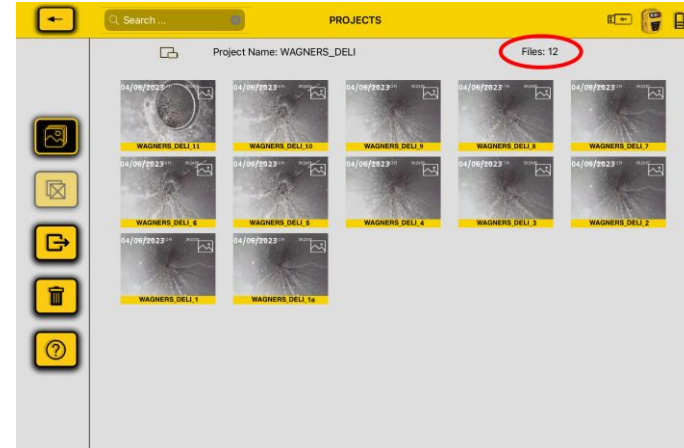 Search ...
PROJECTS
Project Name: WAGNERS_DELI
Files: 12
04/06/2023
04/06/2023
04/06/2023
04/06/2023
04/06/2023
WAGNERS_DELI_11
WAGNERS_DELI_10
WAGNERS_DELI_9
WAGNERS_DELI_8
WAGNERS_DELI_7
04/06/2023
04/06/2023
04/06/2023
04/06/2023
04/06/2023
WAGNERS_DELI_6
WAGNERS_DELI_5
WAGNERS_DELI_4
WAGNERS_DELI_3
WAGNERS_DELI_2
04/06/2023
04/06/2023
WAGNERS_DELI_1
WAGNERS_DELI_1a